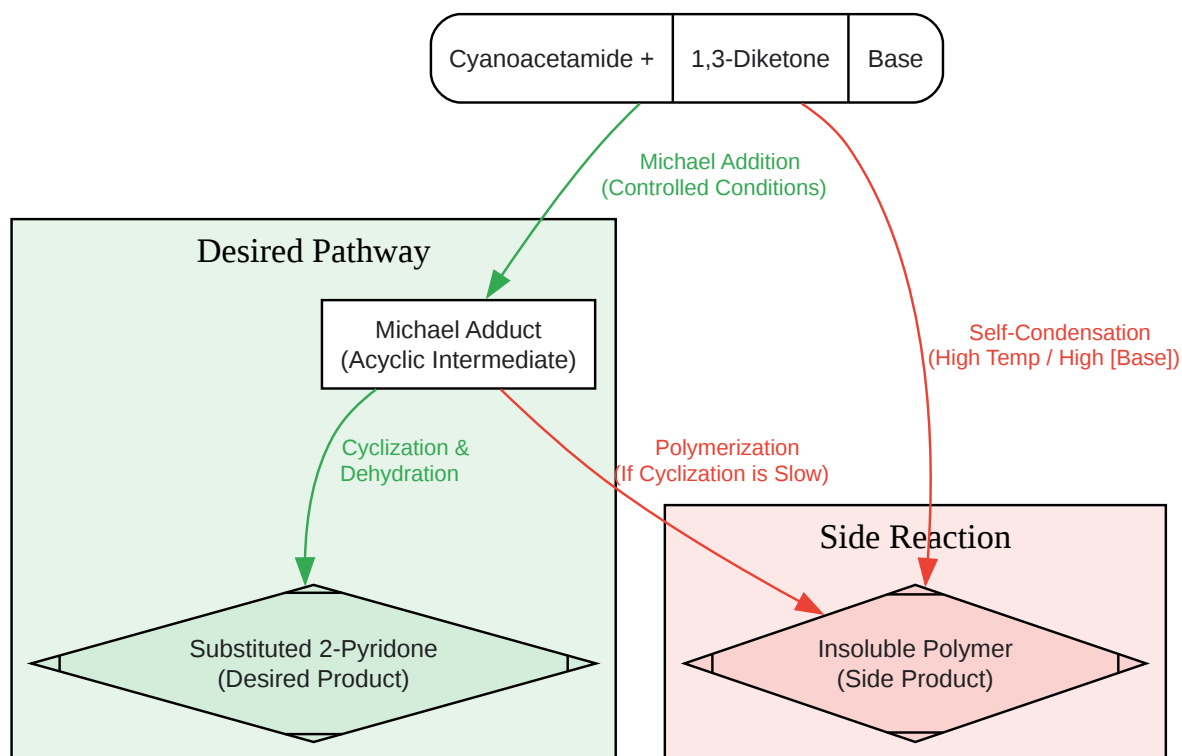 Cyanoacetamide +
1,3-Diketone
Base
Michael Addition
(Controlled Conditions)
Desired Pathway
Michael Adduct
(Acyclic Intermediate)
Self-Condensation
(High Temp / High [Base])
Cyclization &
Dehydration
Polymerization
(If Cyclization is Slow)
Side Reaction
Substituted 2-Pyridone
(Desired Product)
Insoluble Polymer
(Side Product)